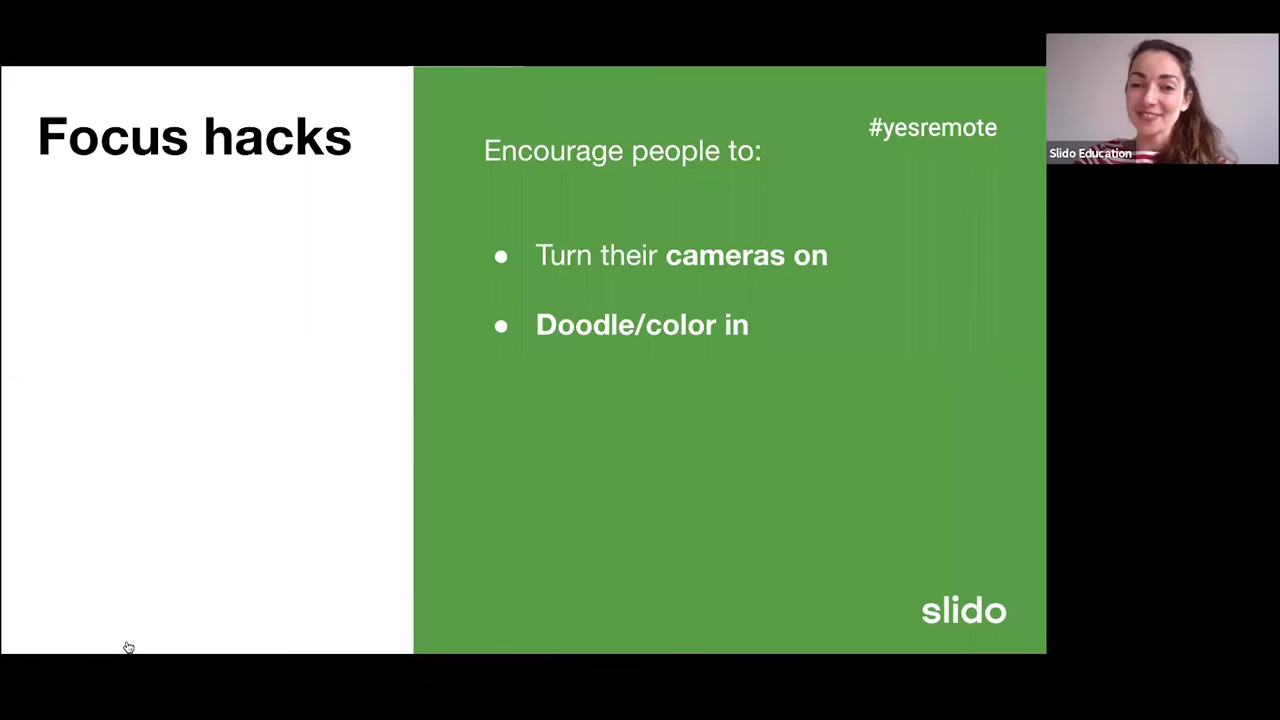 Focus hacks
#yesremote
Encourage people to:
● Turn their cameras on
● Doodle/color in
slido
Slido Education